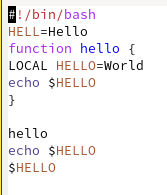 #!/bin/bash
HELL=Hello
function hello {
LOCAL HELLO=World
echo $HELLO
}

hello
echo $HELLO
$HELLO